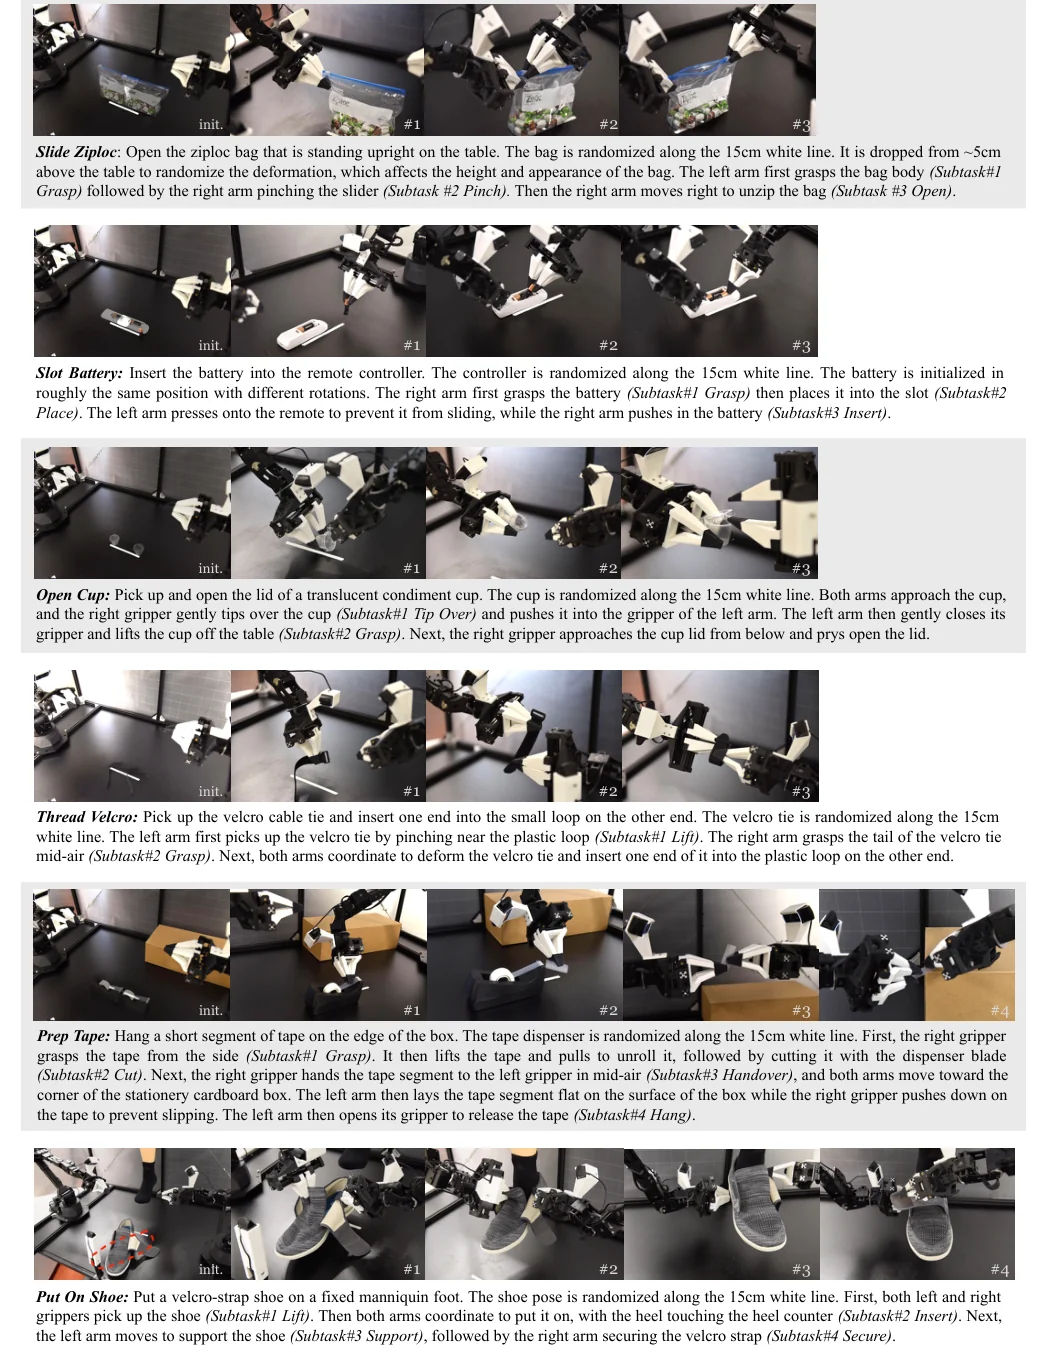 init.
#1
#2
#3
Slide Ziploc: Open the ziploc bag that is standing upright on the table. The bag is randomized along the 15cm white line. It is dropped from ~5cm
above the table to randomize the deformation, which affects the height and appearance of the bag. The left arm first grasps the bag body (Subtask#1
Grasp) followed by the right arm pinching the slider (Subtask #2 Pinch). Then the right arm moves right to unzip the bag (Subtask #3 Open).
init.
#1
#2
#3
Slot Battery: Insert the battery into the remote controller. The controller is randomized along the 15cm white line. The battery is initialized in
roughly the same position with different rotations. The right arm first grasps the battery (Subtask#1 Grasp) then places it into the slot (Subtask#2
Place). The left arm presses onto the remote to prevent it from sliding, while the right arm pushes in the battery (Subtask#3 Insert).
init.
#1
#2
#3
Open Cup: Pick up and open the lid of a translucent condiment cup. The cup is randomized along the 15cm white line. Both arms approach the cup,
and the right gripper gently tips over the cup (Subtask#1 Tip Over) and pushes it into the gripper of the left arm. The left arm then gently closes its
gripper and lifts the cup off the table (Subtask#2 Grasp). Next, the right gripper approaches the cup lid from below and prys open the lid.
init.
#1
#2
#3
Thread Velcro: Pick up the velcro cable tie and insert one end into the small loop on the other end. The velcro tie is randomized along the 15cm
white line. The left arm first picks up the velcro tie by pinching near the plastic loop (Subtask#1 Lift). The right arm grasps the tail of the velcro tie
mid-air (Subtask#2 Grasp). Next, both arms coordinate to deform the velcro tie and insert one end of it into the plastic loop on the other end.
init.
#1
#2
#3
#4
Prep Tape: Hang a short segment of tape on the edge of the box. The tape dispenser is randomized along the 15cm white line. First, the right gripper
grasps the tape from the side (Subtask#1 Grasp). It then lifts the tape and pulls to unroll it, followed by cutting it with the dispenser blade
(Subtask#2 Cut). Next, the right gripper hands the tape segment to the left gripper in mid-air (Subtask#3 Handover), and both arms move toward the
corner of the stationery cardboard box. The left arm then lays the tape segment flat on the surface of the box while the right gripper pushes down on
the tape to prevent slipping. The left arm then opens its gripper to release the tape (Subtask#4 Hang).
init.
#1
#2
#3
#4
Put On Shoe: Put a velcro-strap shoe on a fixed manniquin foot. The shoe pose is randomized along the 15cm white line. First, both left and right
grippers pick up the shoe (Subtask#1 Lift). Then both arms coordinate to put it on, with the heel touching the heel counter (Subtask#2 Insert). Next,
the left arm moves to support the shoe (Subtask#3 Support), followed by the right arm securing the velcro strap (Subtask#4 Secure).